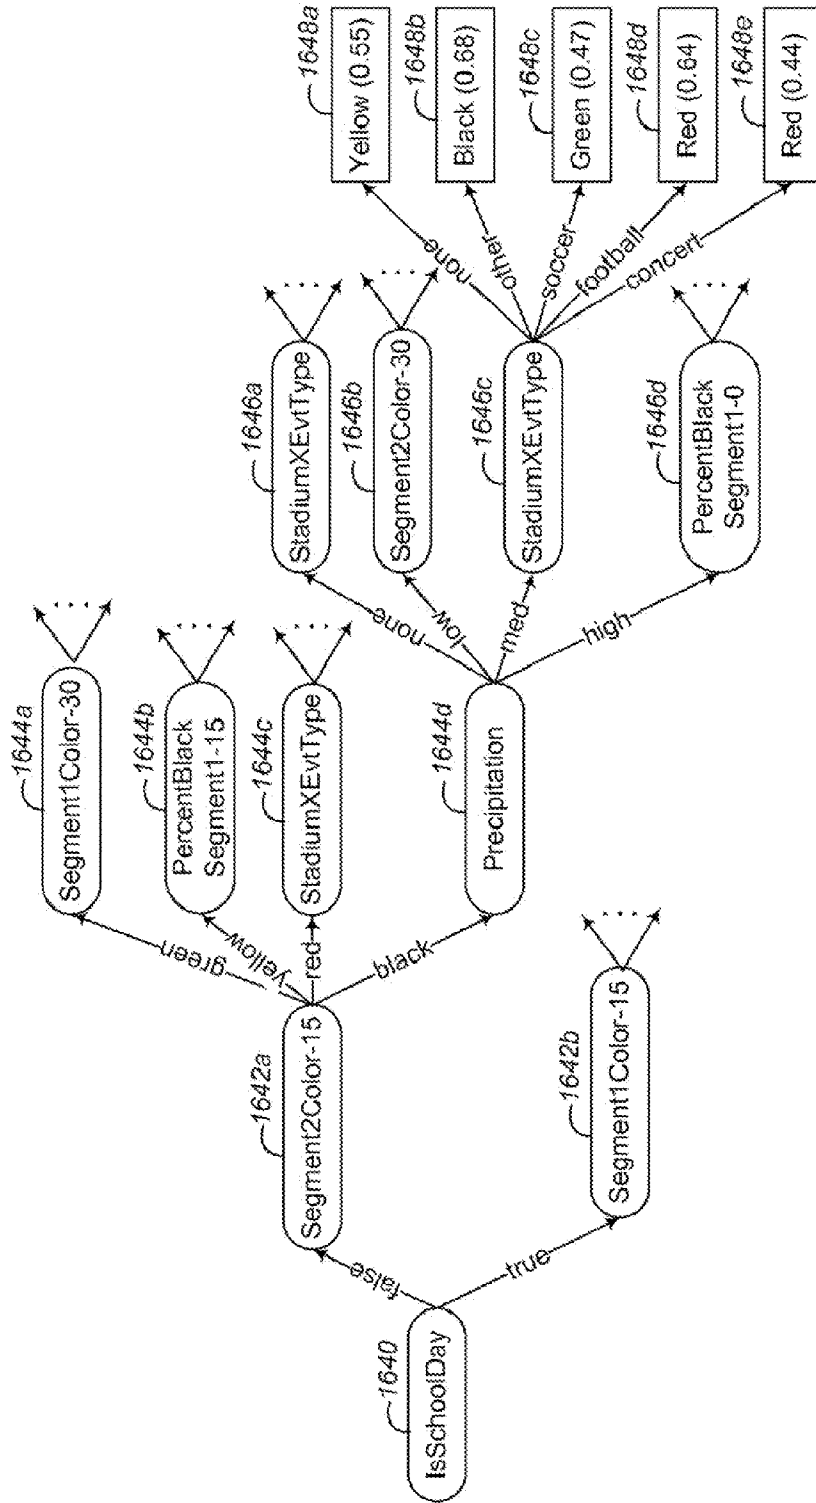 1640
IsSchoolDay
false
true
1642a
Segment2Color-15
1642b
Segment1Color-15
green
yellow
red
black
1644a
Segment1Color-30
1644b
PercentBlack
Segment1-15
1644c
StadiumXEvtType
1644d
Precipitation
none
low
med
high
1646a
StadiumXEvtType
1646b
Segment2Color-30
1646c
StadiumXEvtType
1646d
PercentBlack
Segment1-0
none
other
soccer
football
concert
1648a
Yellow (0.55)
1648b
Black (0.68)
1648c
Green (0.47)
1648d
Red (0.64)
1648e
Red (0.44)